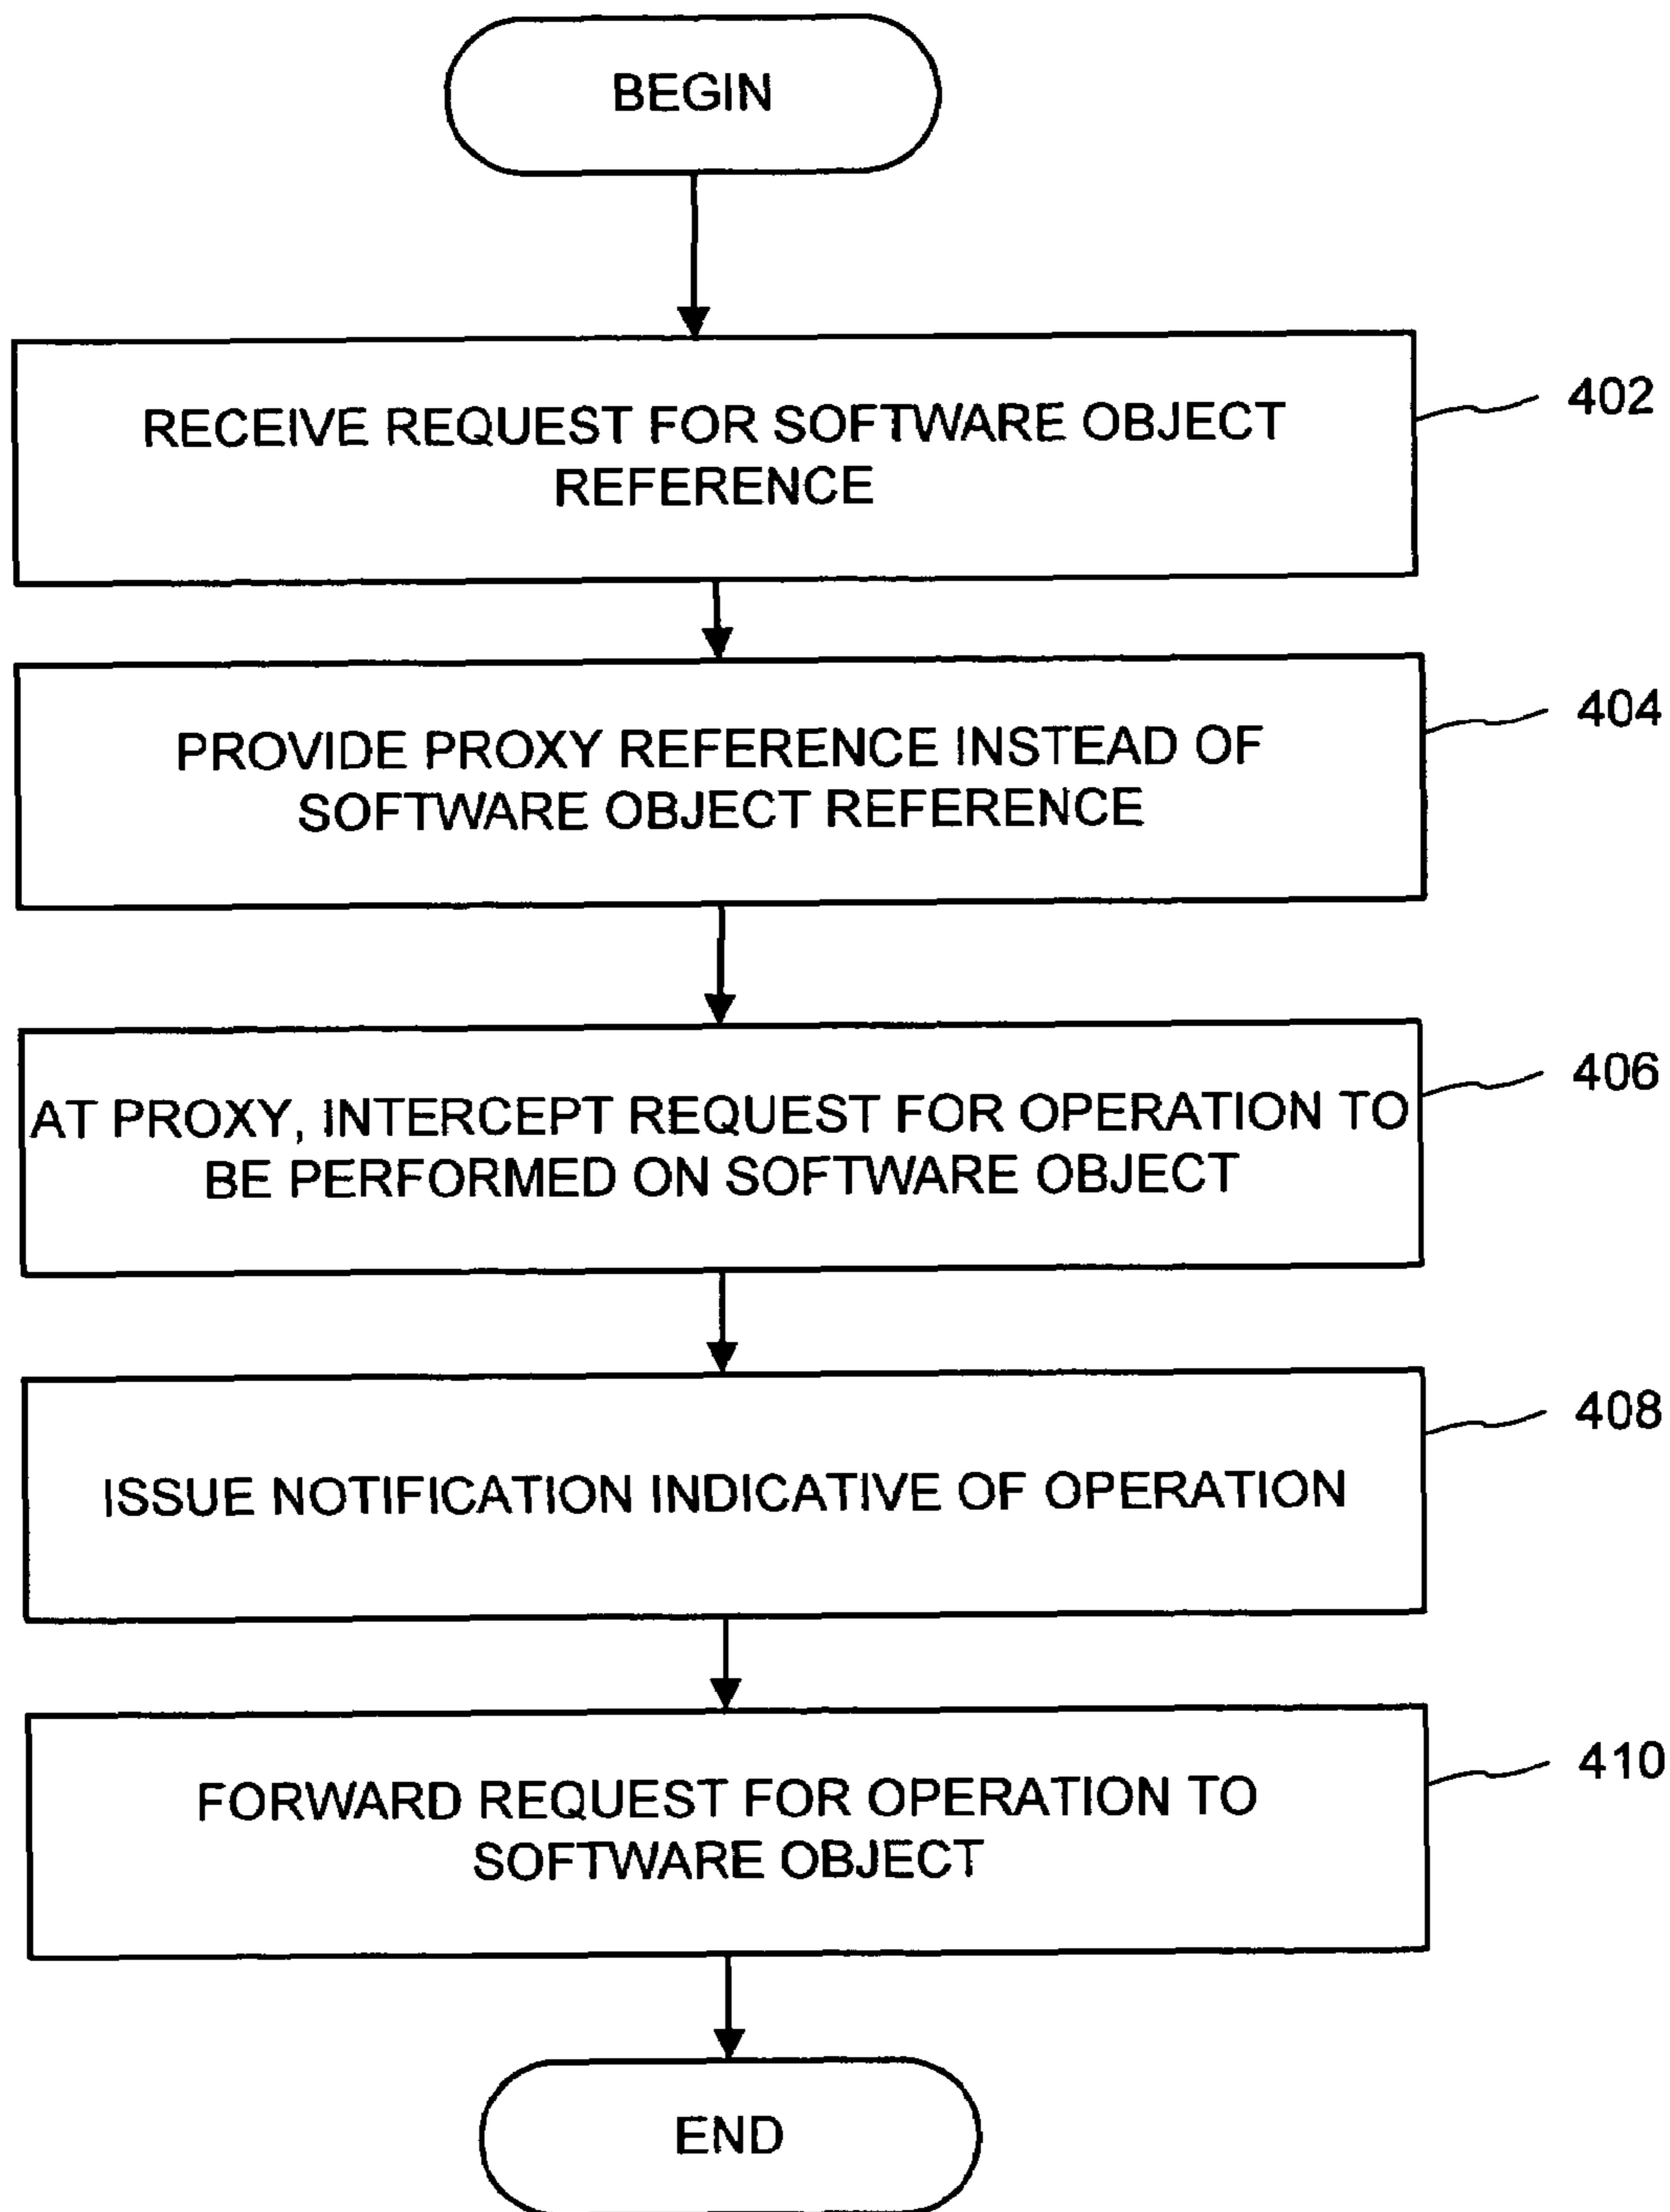 BEGIN
RECEIVE REQUEST FOR SOFTWARE OBJECT
REFERENCE
402
PROVIDE PROXY REFERENCE INSTEAD OF
SOFTWARE OBJECT REFERENCE
404
AT PROXY, INTERCEPT REQUEST FOR OPERATION TO
BE PERFORMED ON SOFTWARE OBJECT
406
ISSUE NOTIFICATION INDICATIVE OF OPERATION
408
FORWARD REQUEST FOR OPERATION TO
SOFTWARE OBJECT
410
END